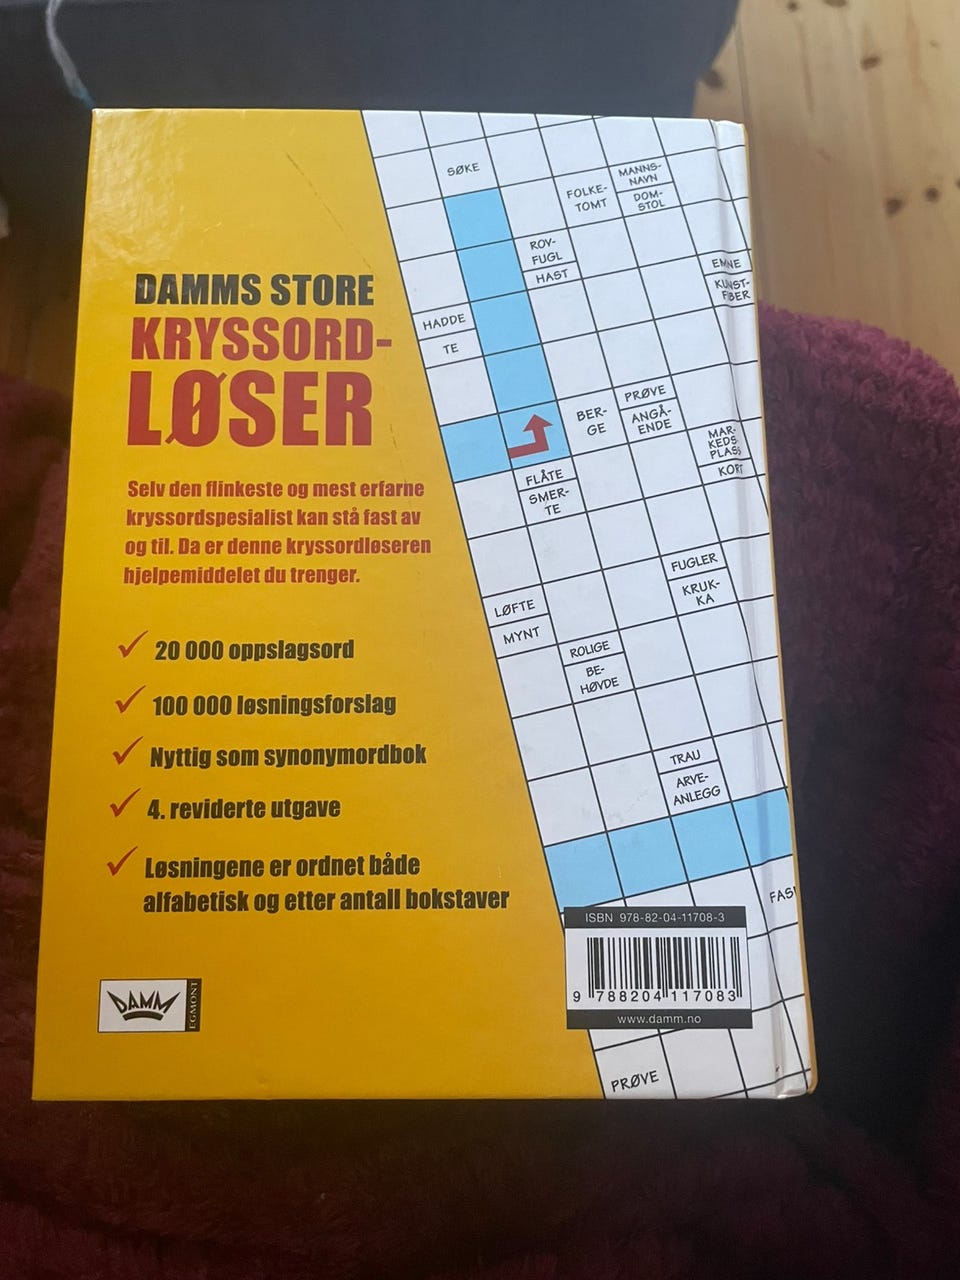 DAMMS STORE
KRYSSORD-
LØSER
Selv den flinkeste og mest erfarne
kryssordspesialist kan stå fast av
og til. Da er denne kryssordløseren
hjelpemiddelet du trenger.
20 000 oppslagsord
100 000 løsningsforslag
Nyttig som synonymordbok
4. reviderte utgave
Løsningene er ordnet både
alfabetisk og etter antall bokstaver
DAMM
EGMONT
SØKE
MANNS-
NAVN
DOM-
STOL
FOLKE-
TOMT
ROV-
FUGL
HAST
EMNE
KUNST-
FIBER
HADDE
TE
PRØVE
ANGÅ-
ENDE
BER-
GE
MAR-
KEDS
PLASS
KORT
FLÅTE
SMER-
TE
FUGLER
KRUK-
KA
LØFTE
MYNT
ROLIGE
BE-
HØVDE
TRAU
ARVE-
ANLEGG
ISBN 978-82-04-11708-3
9 788204 117083
www.damm.no
PRØVE